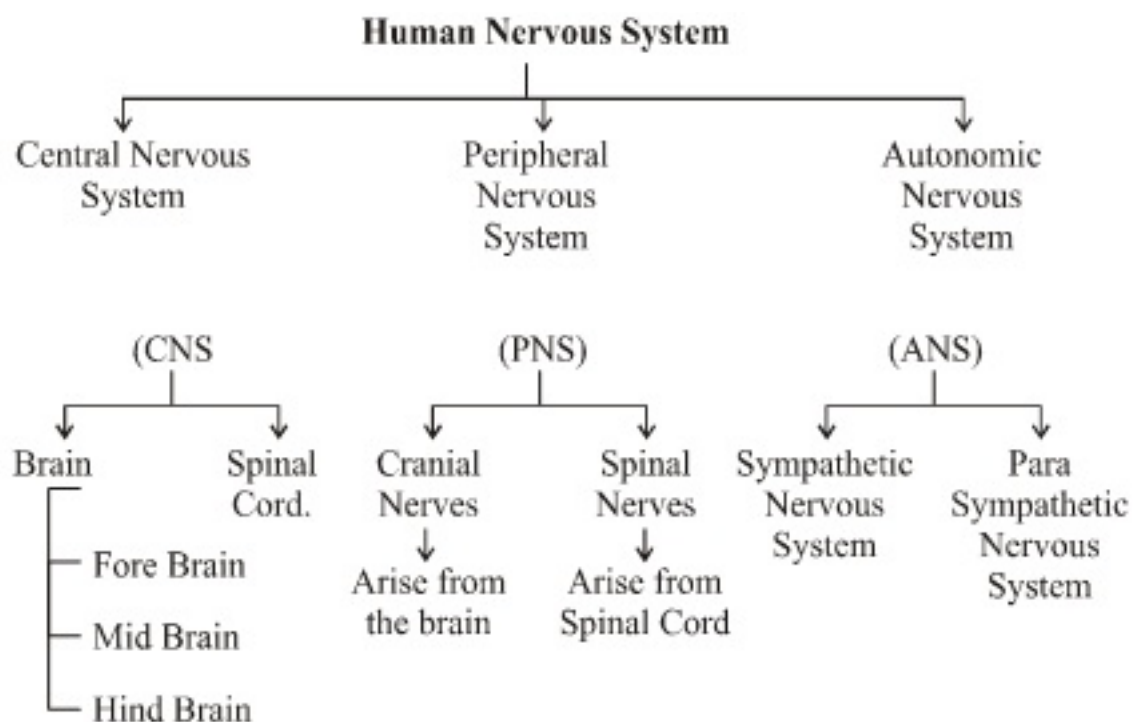 Human Nervous System
Central Nervous
System
Peripheral
Nervous
System
Autonomic
Nervous
System
(CNS
(PNS)
(ANS)
Brain
Spinal
Cord.
Fore Brain
Mid Brain
Hind Brain
Cranial
Nerves
Arise from
the brain
Spinal
Nerves
Arise from
Spinal Cord
Sympathetic
Nervous
System
Para
Sympathetic
Nervous
System